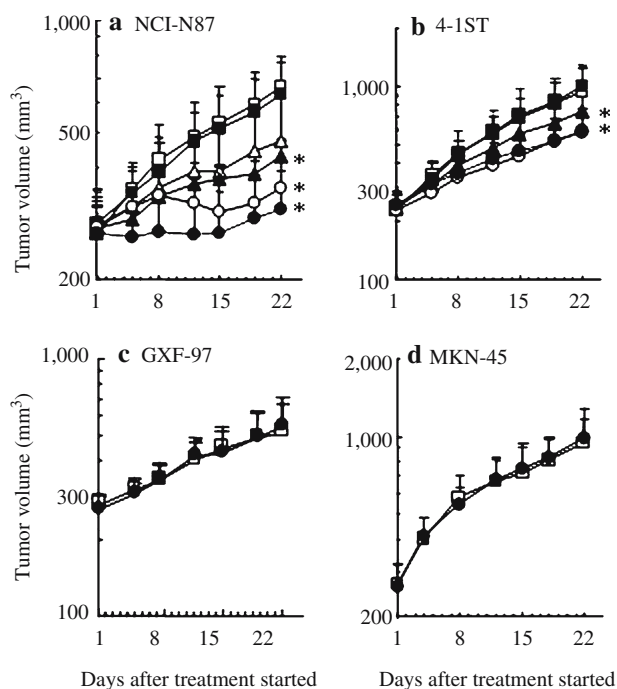 a NCI-N87
b 4-1ST
Tumor volume (mm³)
1,000
500
200
1 8 15 22
*
*
*
1,000
300
100
1 8 15 22
*
*
c GXF-97
d MKN-45
Tumor volume (mm³)
1,000
300
100
1 8 15 22
2,000
1,000
200
1 8 15 22
Days after treatment started
Days after treatment started